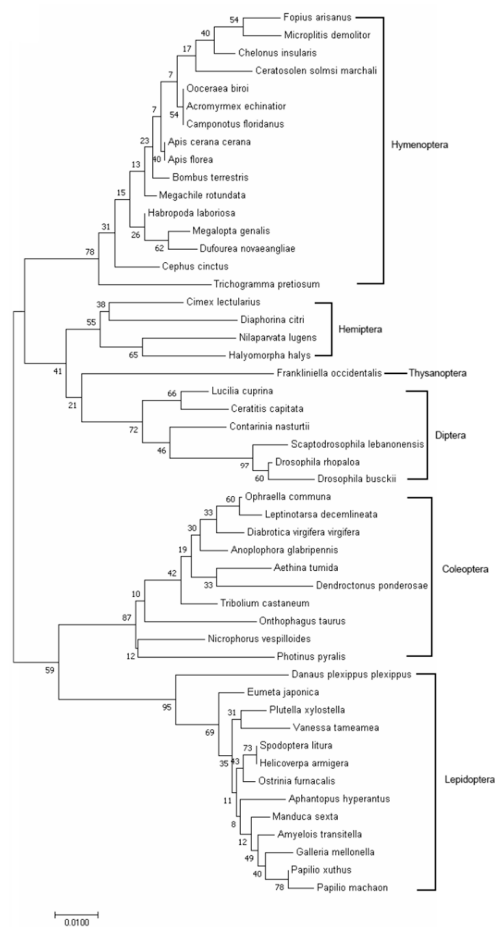 54
Fopius arisanus
40
Microplitis demolitor
17
Chelonus insularis
Ceratosolen solmsi marchali
7
Ooceraea biroi
7
Acromyrmex echinatior
54
Camponotus floridanus
23
Apis cerana cerana
Hymenoptera
40
Apis florea
13
Bombus terrestris
15
Megachile rotundata
Habropoda laboriosa
31
26
Megalopta genalis
62
Dufourea novaeangliae
78
Cephus cinctus
Trichogramma pretiosum
38
Cimex lectularius
55
Diaphorina citri
Hemiptera
Nilaparvata lugens
65
Halyomorpha halys
41
Frankliniella occidentalis
Thysanoptera
21
66
Lucilia cuprina
Ceratitis capitata
72
Contarinia nasturtii
Diptera
46
Scaptodrosophila lebanonensis
97
Drosophila rhopaloa
60
Drosophila busckii
60
Ophraella communa
33
Leptinotarsa decemlineata
30
Diabrotica virgifera virgifera
19
Anoplophora glabripennis
42
Aethina tumida
Coleoptera
33
Dendroctonus ponderosae
10
Tribolium castaneum
87
Onthophagus taurus
Nicrophorus vespilloides
12
Photinus pyralis
59
Danaus plexippus plexippus
95
Eumeta japonica
69
31
Plutella xylostella
Vanessa tameamea
73
Spodoptera litura
35
43
Helicoverpa armigera
Lepidoptera
Ostrinia furnacalis
11
Aphantopus hyperantus
8
Manduca sexta
12
Amyelois transitella
49
Galleria mellonella
40
Papilio xuthus
78
Papilio machaon
0.0100